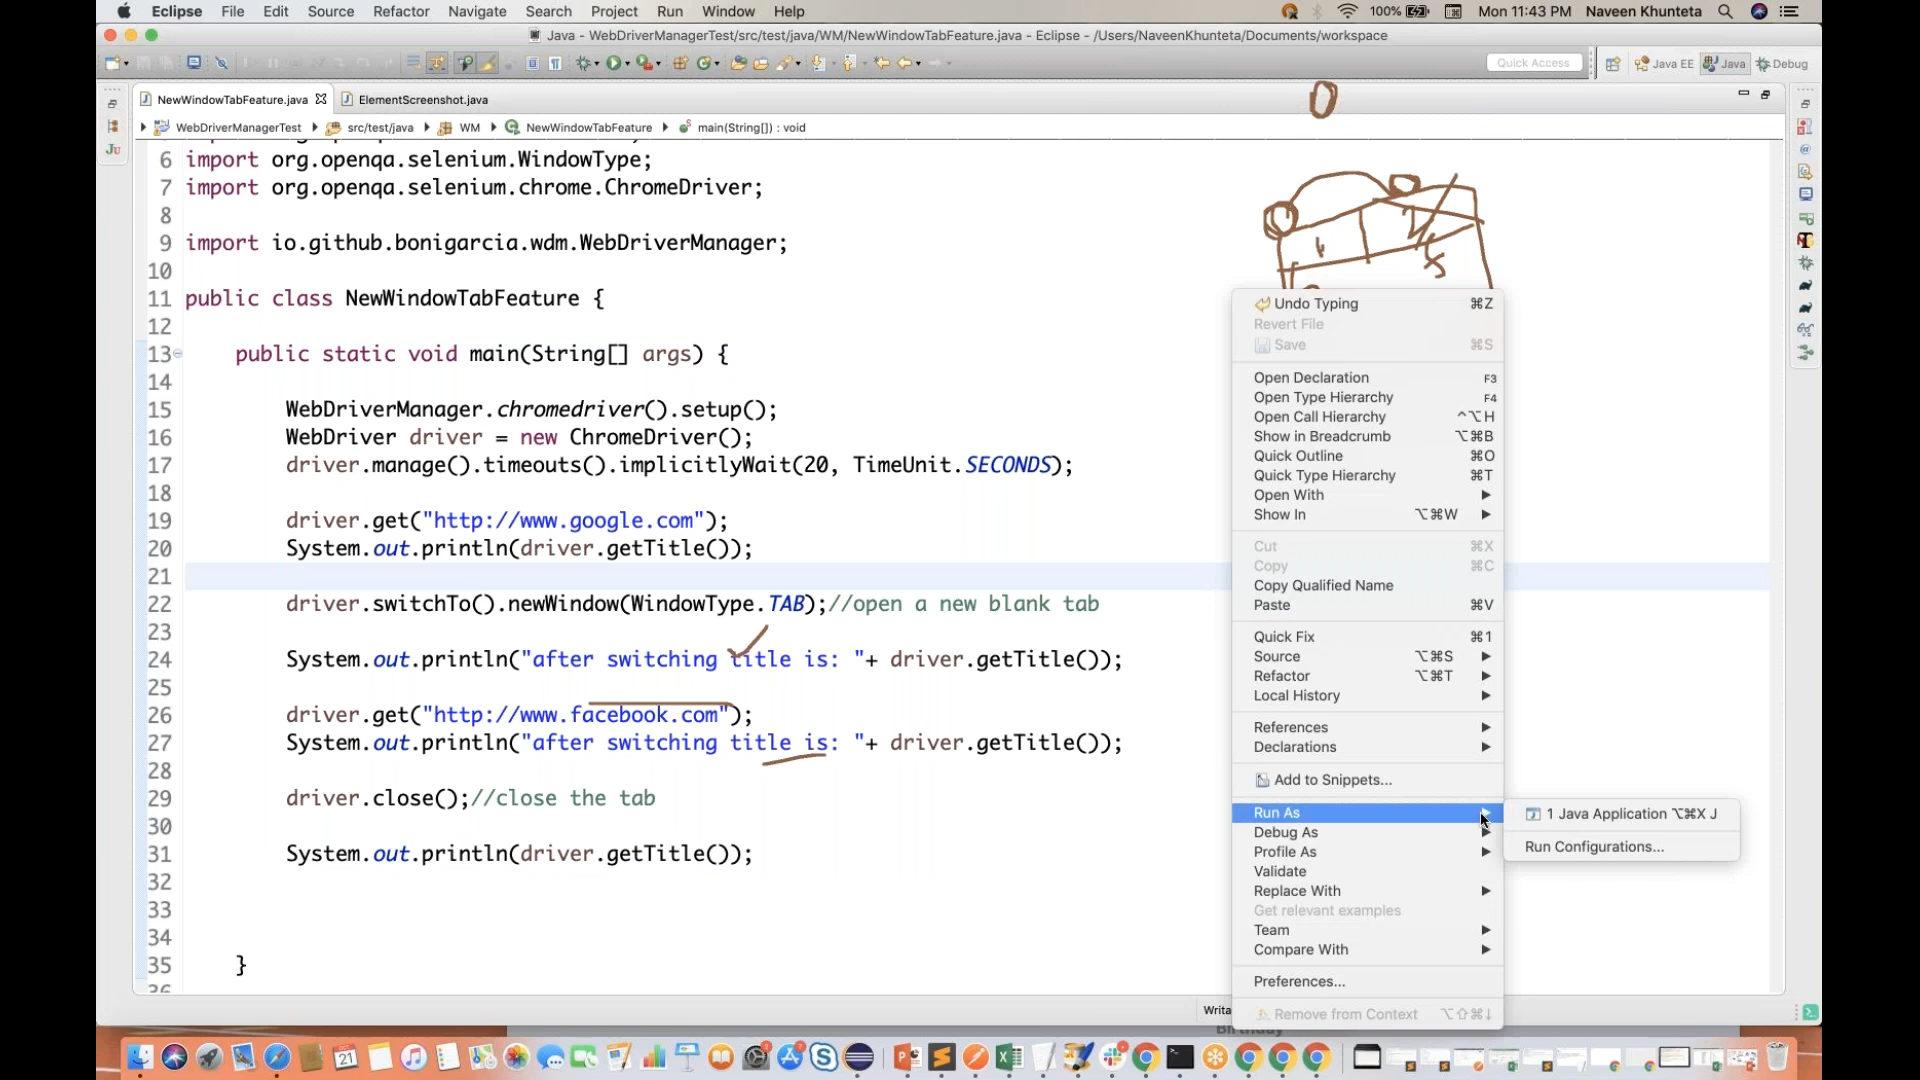 Eclipse File Edit Source Refactor Navigate Search Project Run Window Help 100% Mon 11:43 PM Naveen Khunteta
Java - WebDriverManagerTest/src/test/java/WM/NewWindowTabFeature.java - Eclipse - /Users/NaveenKhunteta/Documents/workspace
Quick Access Java EE Java Debug
NewWindowTabFeature.java ElementScreenshot.java
WebDriverManagerTest src/test/java WM NewWindowTabFeature main(String[]) : void
6 import org.openqa.selenium.WindowType;
7 import org.openqa.selenium.chrome.ChromeDriver;
8
9 import io.github.bonigarcia.wdm.WebDriverManager;
10
11 public class NewWindowTabFeature {
12
13 public static void main(String[] args) {
14
15 WebDriverManager.chromedriver().setup();
16 WebDriver driver = new ChromeDriver();
17 driver.manage().timeouts().implicitlyWait(20, TimeUnit.SECONDS);
18
19 driver.get("http://www.google.com");
20 System.out.println(driver.getTitle());
21
22 driver.switchTo().newWindow(WindowType.TAB);//open a new blank tab
23
24 System.out.println("after switching title is: "+ driver.getTitle());
25
26 driver.get("http://www.facebook.com");
27 System.out.println("after switching title is: "+ driver.getTitle());
28
29 driver.close();//close the tab
30
31 System.out.println(driver.getTitle());
32
33
34
35 }
Undo Typing ⌘Z
Revert File
Save ⌘S
Open Declaration F3
Open Type Hierarchy F4
Open Call Hierarchy ^⌥H
Show in Breadcrumb ⌥⌘B
Quick Outline ⌘O
Quick Type Hierarchy ⌘T
Open With
Show In ⌥⌘W
Cut ⌘X
Copy ⌘C
Copy Qualified Name
Paste ⌘V
Quick Fix ⌘1
Source ⌥⌘S
Refactor ⌥⌘T
Local History
References
Declarations
Add to Snippets...
Run As
Debug As
Profile As
Validate
Replace With
Get relevant examples
Team
Compare With
Preferences...
Remove from Context ⌥⇧⌘↓
1 Java Application ⌥⌘X J
Run Configurations...
Writa